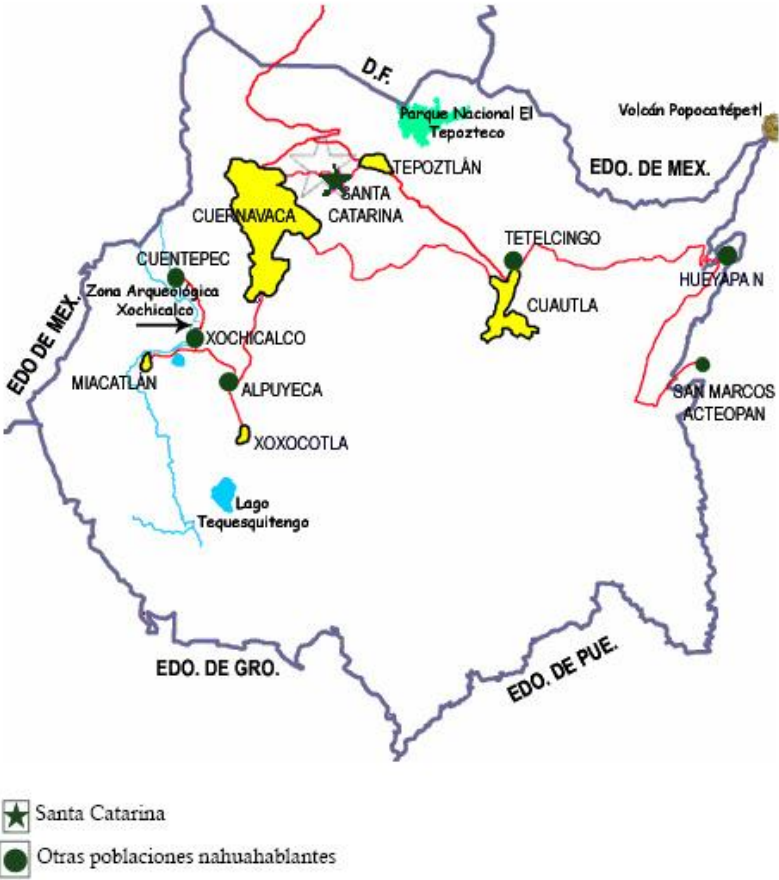 D.F.
Parque Nacional El
Tepozteco
Volcán Popocatépetl
EDO. DE MEX.
TEPOZTLÁN
SANTA
CATARINA
CUERNAVACA
TETELCINGO
CUENTEPEC
HUEYAPA N
Zona Arqueológica
Xochicalco
CUAUTLA
EDO DE MEX.
XOCHICALCO
MIACATLÁN
ALPUYECA
SAN MARCOS
ACTEOPAN
XOXOCOTLA
Lago
Tequesquitengo
EDO. DE GRO.
EDO. DE PUE.
Santa Catarina
Otras poblaciones nahuahablantes